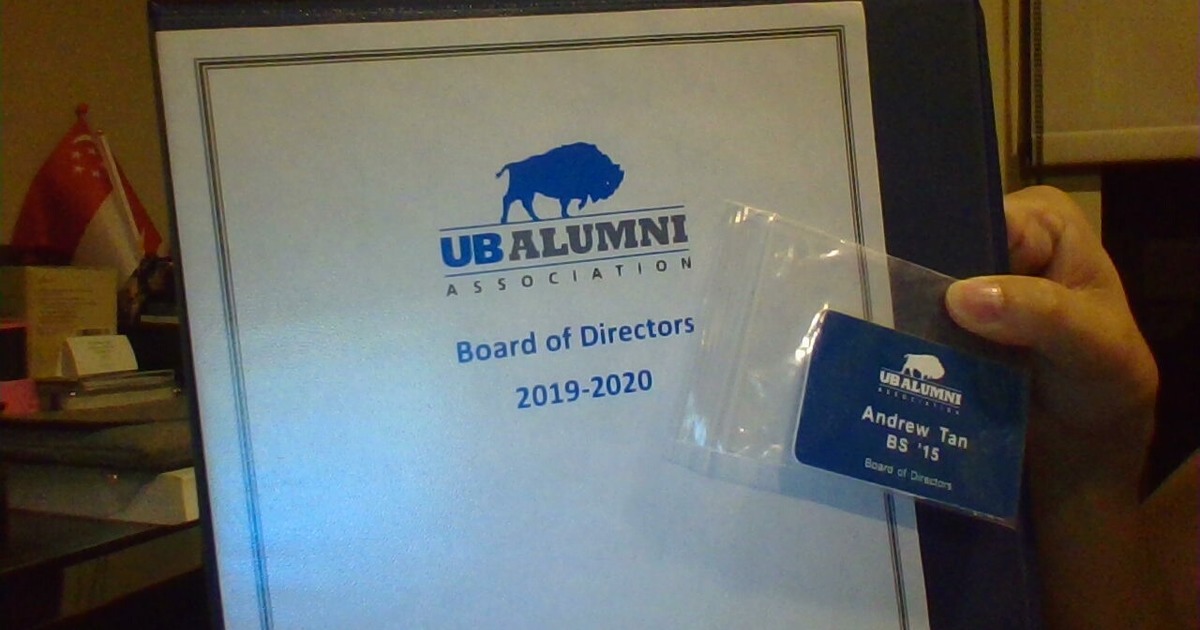 UB ALUMNI
ASSOCIATION
Board of Directors
2019-2020
UB ALUMNI
ASSOCIATION
Andrew Tan
BS '15
Board of Directors